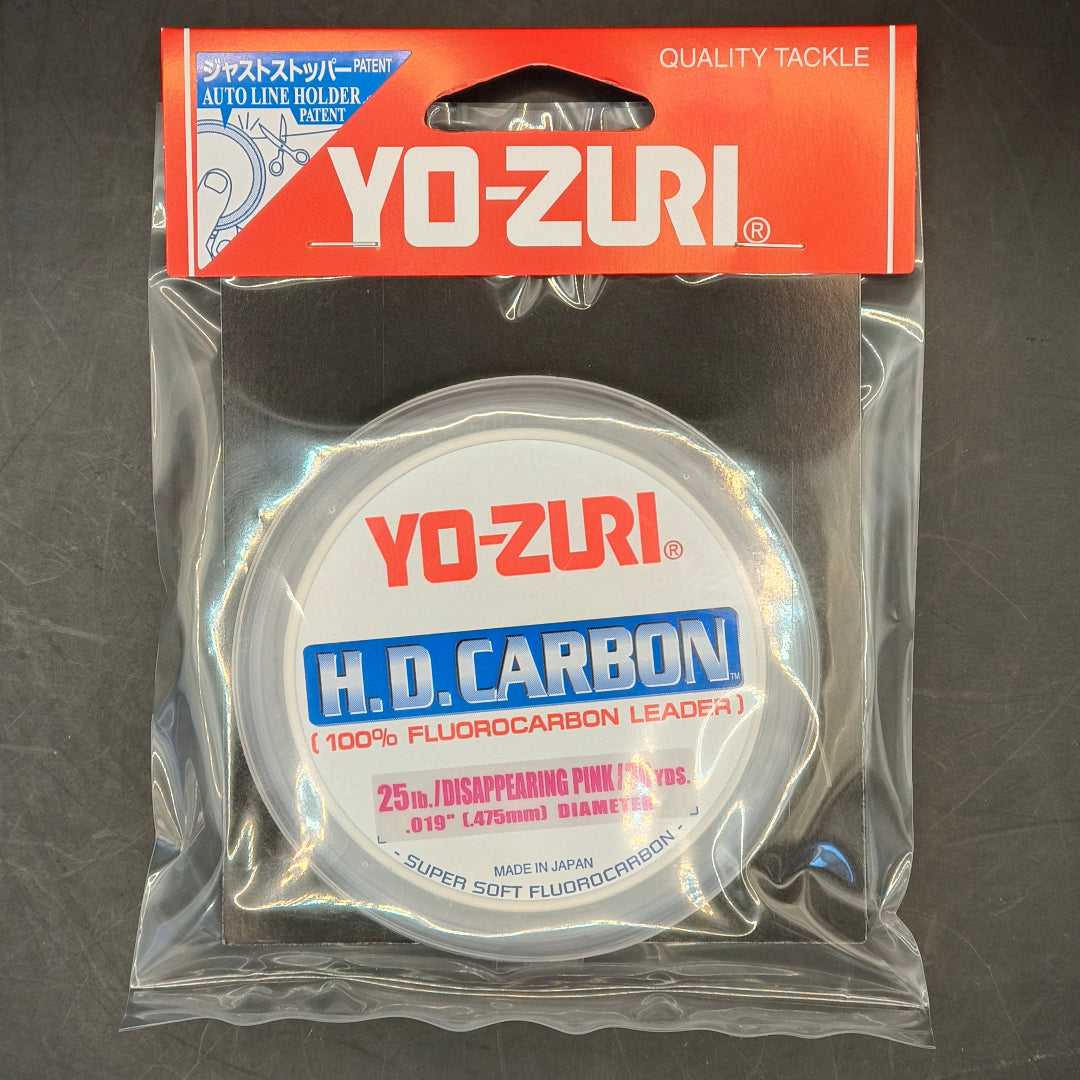 ジャストストッパー PATENT
AUTO LINE HOLDER
PATENT
QUALITY TACKLE
YO-ZURI®
YO-ZURI®
H.D.CARBON™
(100% FLUOROCARBON LEADER)
25lb./DISAPPEARING PINK/ YDS.
.019" (.475mm) DIAMETER
MADE IN JAPAN
- SUPER SOFT FLUOROCARBON -